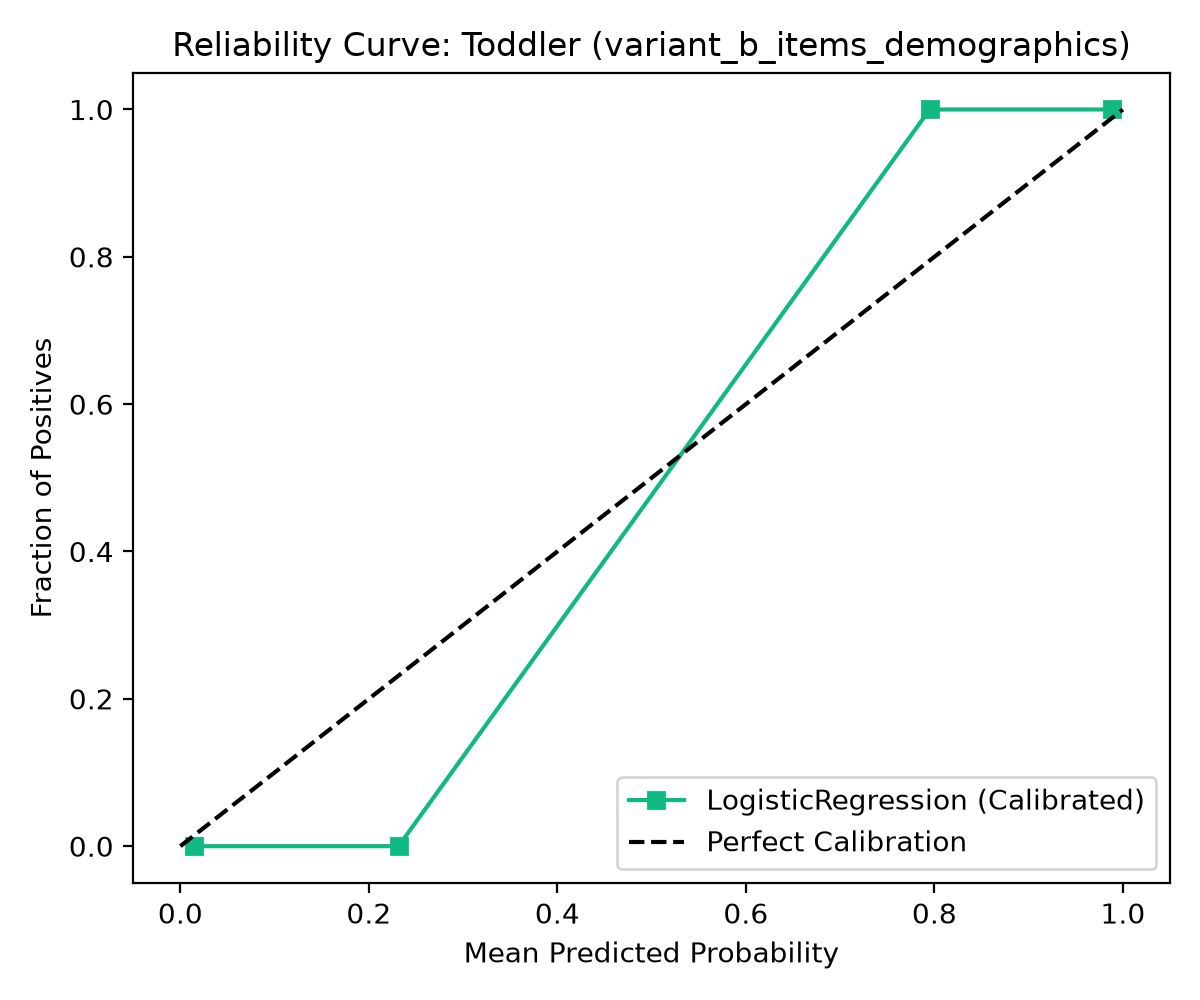 Reliability Curve: Toddler (variant_b_items_demographics)
Fraction of Positives
1.0
0.8
0.6
0.4
0.2
0.0
LogisticRegression (Calibrated)
Perfect Calibration
0.0 0.2 0.4 0.6 0.8 1.0
Mean Predicted Probability